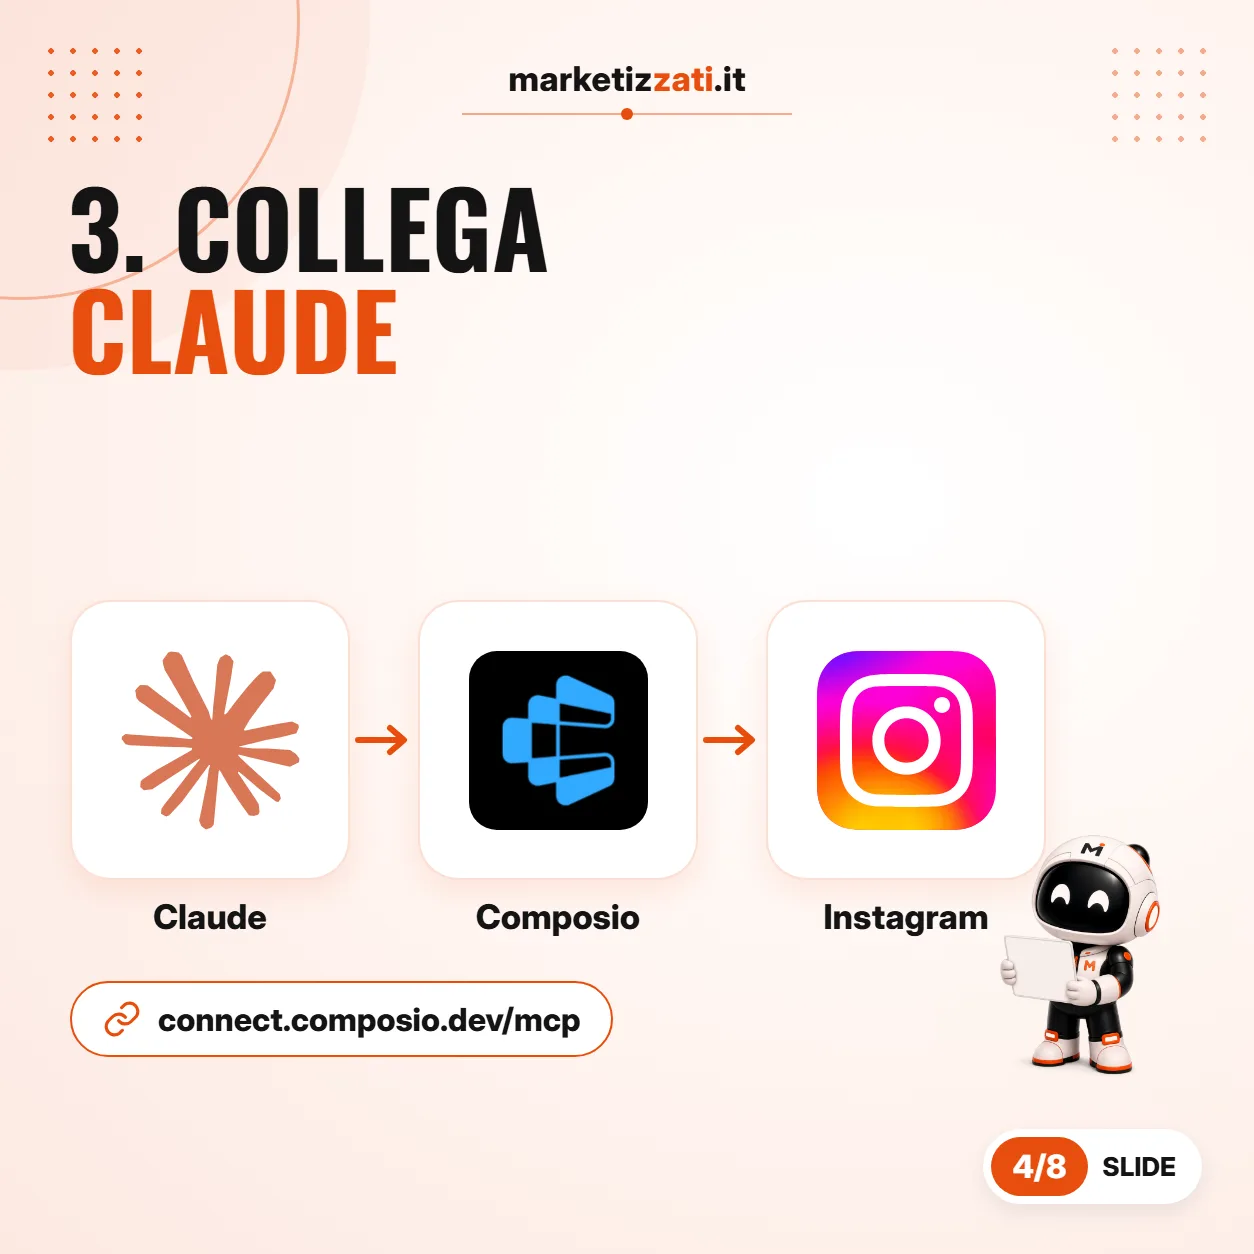 marketizzati.it
3. COLLEGA
CLAUDE
Claude
Composio
Instagram
connect.composio.dev/mcp
4/8 SLIDE